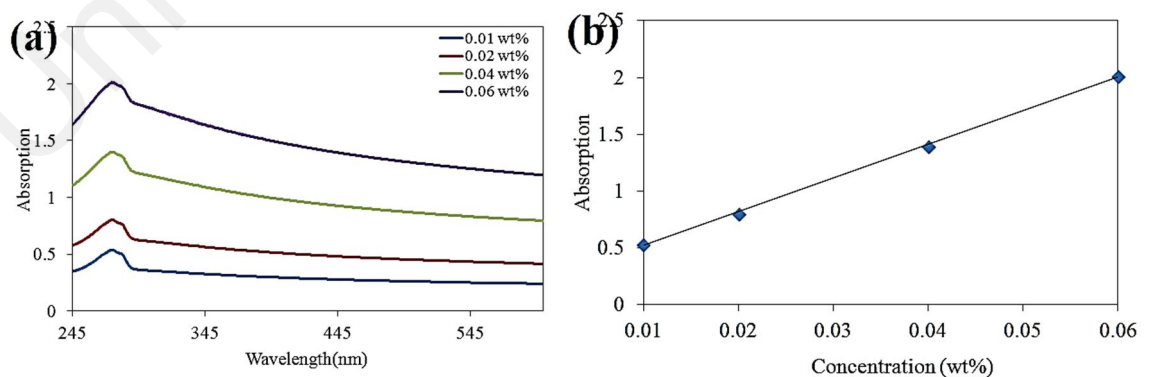 (a)
2.5
2
1.5
1
0.5
0
Absorption
245 345 445 545
Wavelength(nm)
0.01 wt%
0.02 wt%
0.04 wt%
0.06 wt%
(b)
2.5
2
1.5
1
0.5
0
Absorption
0.01 0.02 0.03 0.04 0.05 0.06
Concentration (wt%)